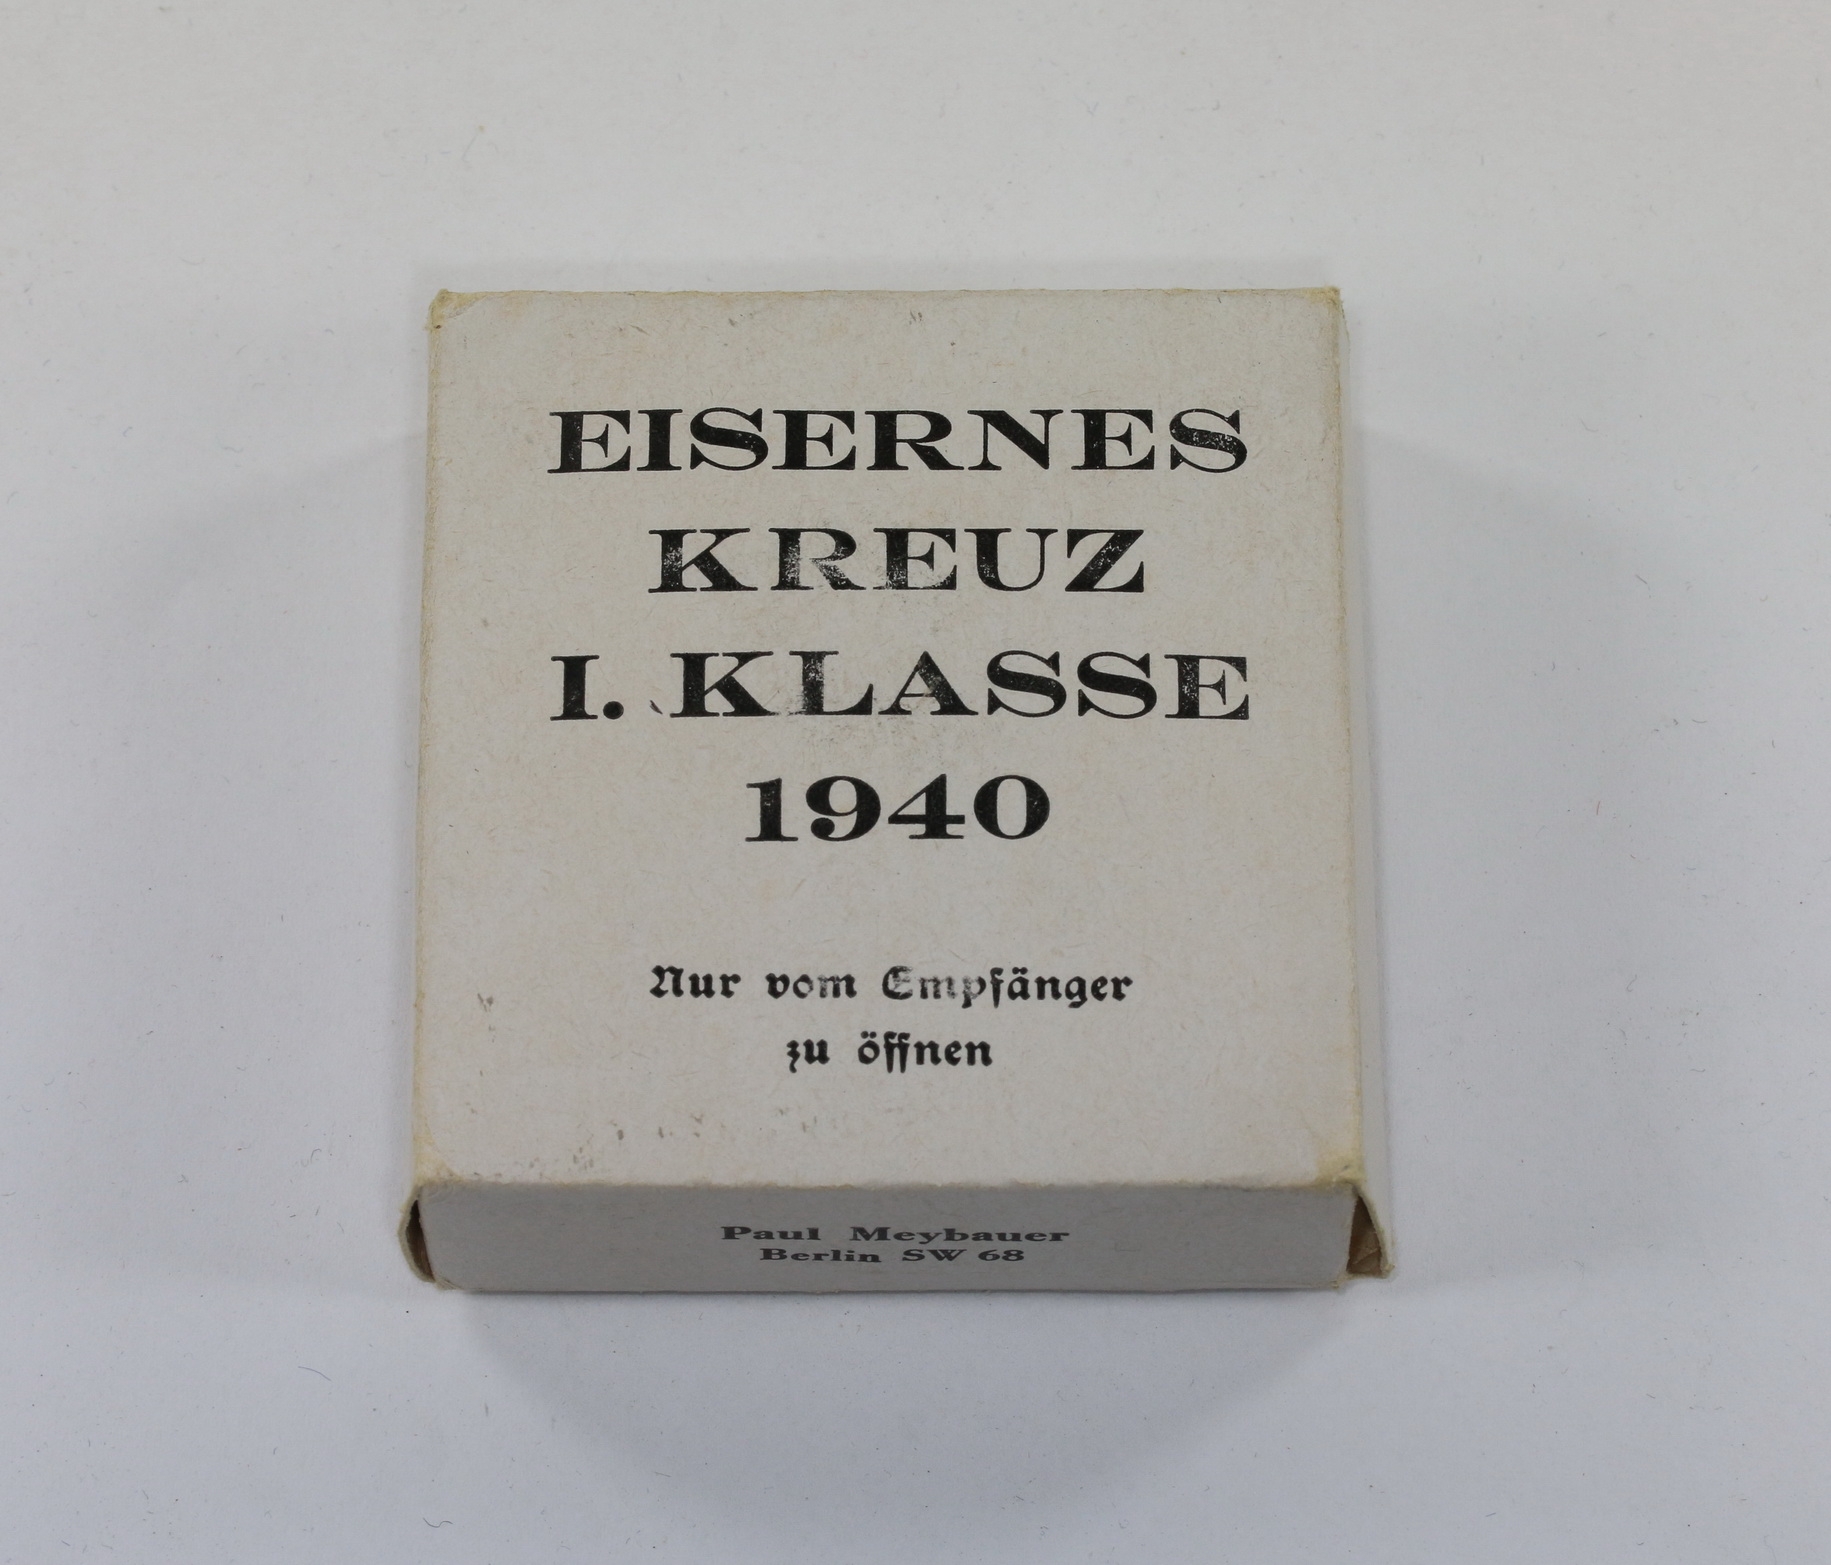 EISERNES
KREUZ
I. KLASSE
1940
Nur vom Empfänger
zu öffnen
Paul Meybauer
Berlin SW 68